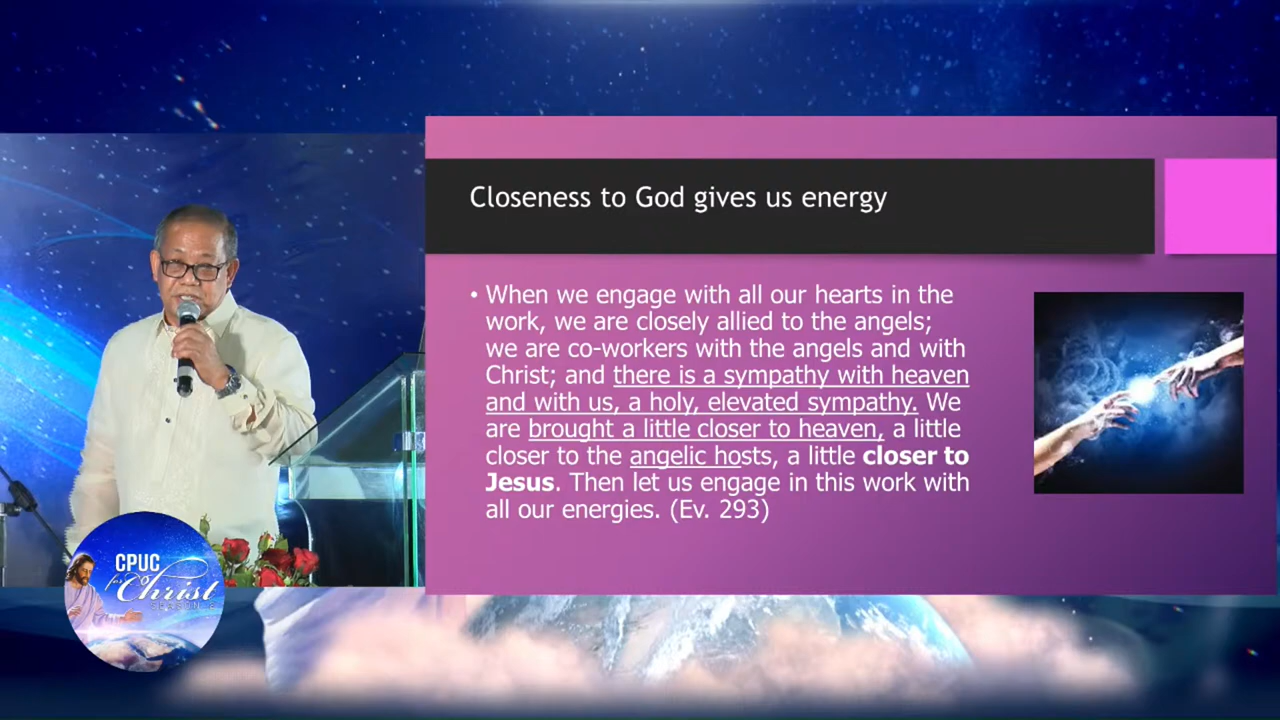 Closeness to God gives us energy
• When we engage with all our hearts in the
work, we are closely allied to the angels;
we are co-workers with the angels and with
Christ; and there is a sympathy with heaven
and with us, a holy, elevated sympathy. We
are brought a little closer to heaven, a little
closer to the angelic hosts, a little closer to
Jesus. Then let us engage in this work with
all our energies. (Ev. 293)
CPUC
for Christ
SEASON 2